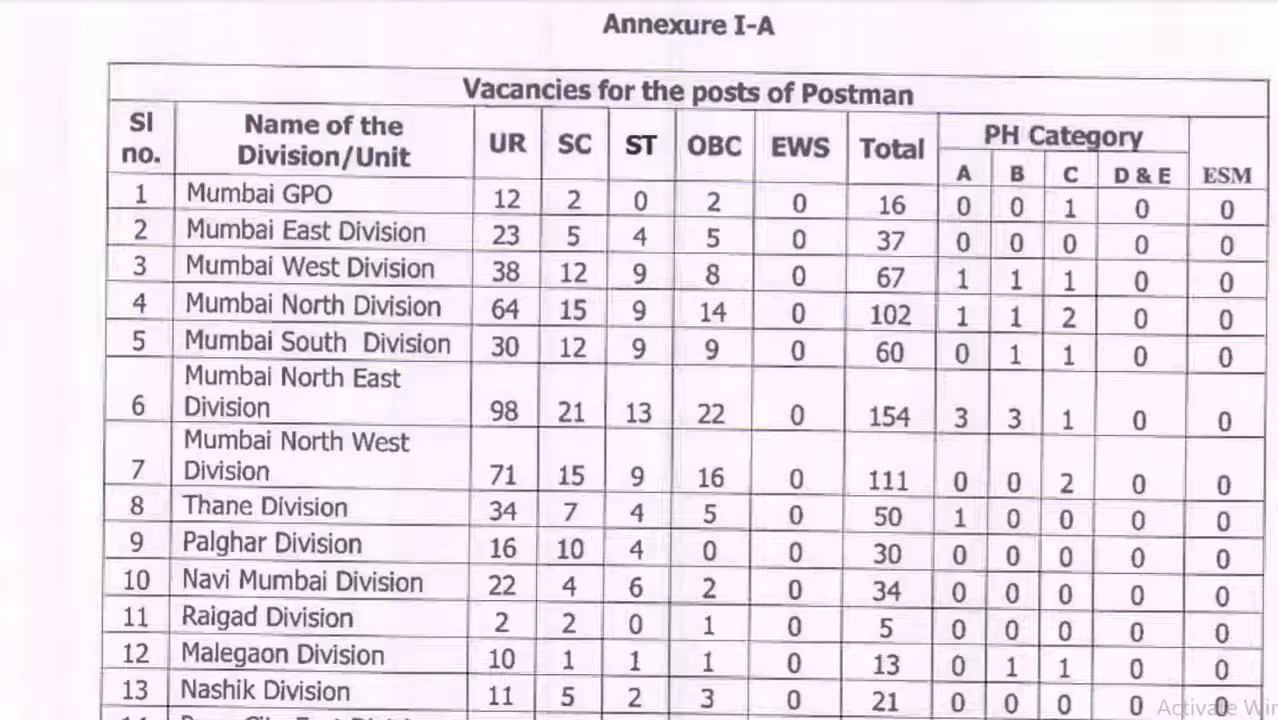 Annexure I-A
Vacancies for the posts of Postman
Sl no. Name of the Division/Unit UR SC ST OBC EWS Total PH Category ESM
A B C D & E
1 Mumbai GPO 12 2 0 2 0 16 0 0 1 0 0
2 Mumbai East Division 23 5 4 5 0 37 0 0 0 0 0
3 Mumbai West Division 38 12 9 8 0 67 1 1 1 0 0
4 Mumbai North Division 64 15 9 14 0 102 1 1 2 0 0
5 Mumbai South Division 30 12 9 9 0 60 0 1 1 0 0
6 Mumbai North East Division 98 21 13 22 0 154 3 3 1 0 0
7 Mumbai North West Division 71 15 9 16 0 111 0 0 2 0 0
8 Thane Division 34 7 4 5 0 50 1 0 0 0 0
9 Palghar Division 16 10 4 0 0 30 0 0 0 0 0
10 Navi Mumbai Division 22 4 6 2 0 34 0 0 0 0 0
11 Raigad Division 2 2 0 1 0 5 0 0 0 0 0
12 Malegaon Division 10 1 1 1 0 13 0 1 1 0 0
13 Nashik Division 11 5 2 3 0 21 0 0 0 0 0
Activate Win